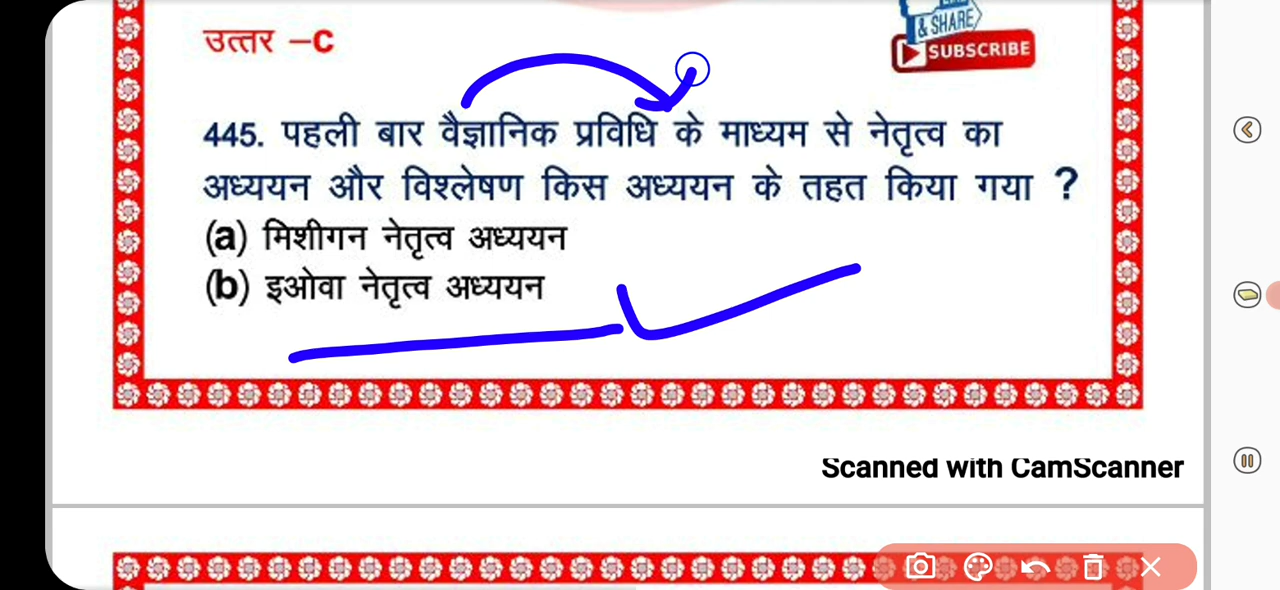 उत्तर –C
& SHARE
SUBSCRIBE
445. पहली बार वैज्ञानिक प्रविधि के माध्यम से नेतृत्व का
अध्ययन और विश्लेषण किस अध्ययन के तहत किया गया ?
(a) मिशीगन नेतृत्व अध्ययन
(b) इओवा नेतृत्व अध्ययन
Scanned with CamScanner